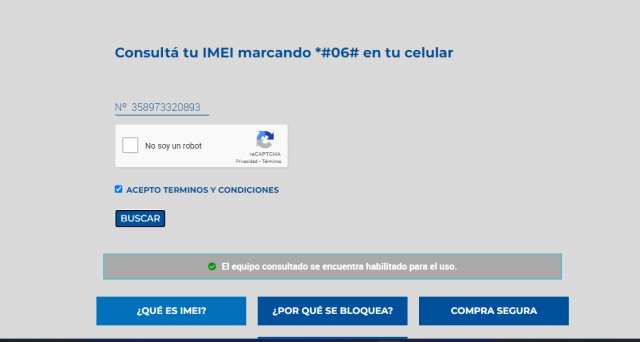 Consultá tu IMEI marcando *#06# en tu celular
Nº 358973320893
No soy un robot
reCAPTCHA
Privacidad - Términos
ACEPTO TERMINOS Y CONDICIONES
BUSCAR
El equipo consultado se encuentra habilitado para el uso.
¿QUÉ ES IMEI? ¿POR QUÉ SE BLOQUEA? COMPRA SEGURA